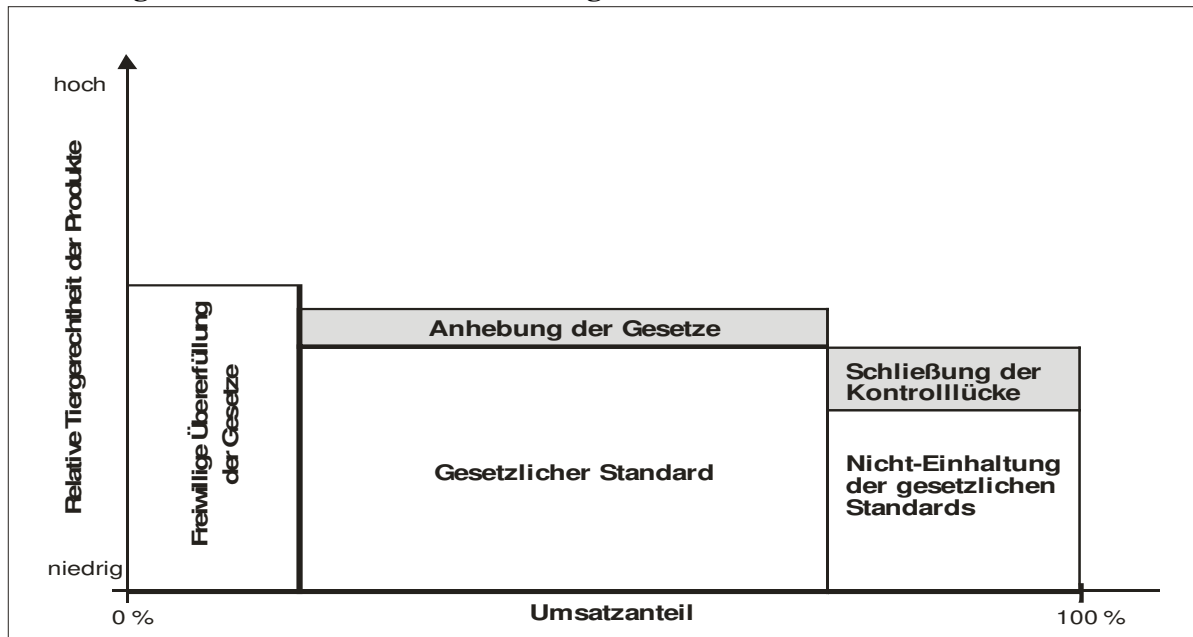 hoch
Relative Tiergerechtheit der Produkte
niedrig
Freiwillige Übererfüllung
der Gesetze
Anhebung der Gesetze
Gesetzlicher Standard
Schließung der
Kontrolllücke
Nicht-Einhaltung
der gesetzlichen
Standards
0 %
Umsatzanteil
100 %